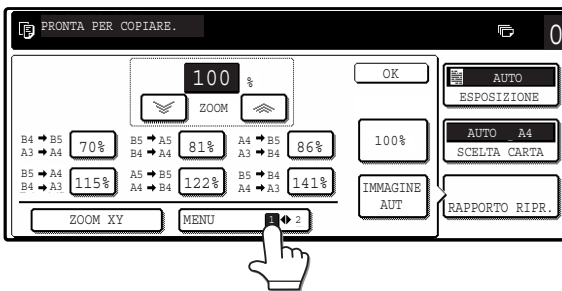 PRONTA PER COPIARE.
0
100 %
ZOOM
OK
AUTO
ESPOSIZIONE
B4 → B5
A3 → A4
70%
B5 → A5
B4 → A4
81%
A4 → B5
A3 → B4
86%
100%
AUTO A4
SCELTA CARTA
B5 → A4
B4 → A3
115%
A5 → B5
A4 → B4
122%
B5 → B4
A4 → A3
141%
IMMAGINE
AUT
RAPPORTO RIPR.
ZOOM XY
MENU 1 2